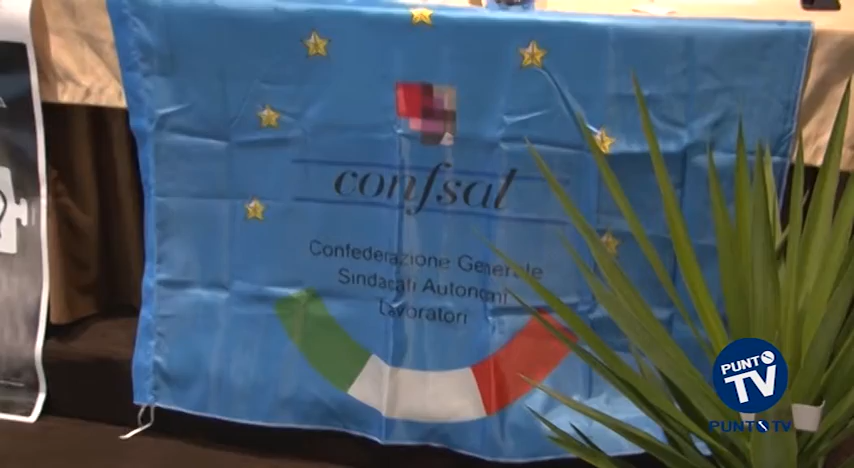 confsal
Confederazione Generale
Sindacati Autonomi
Lavoratori
PUNTO
TV
PUNTO TV